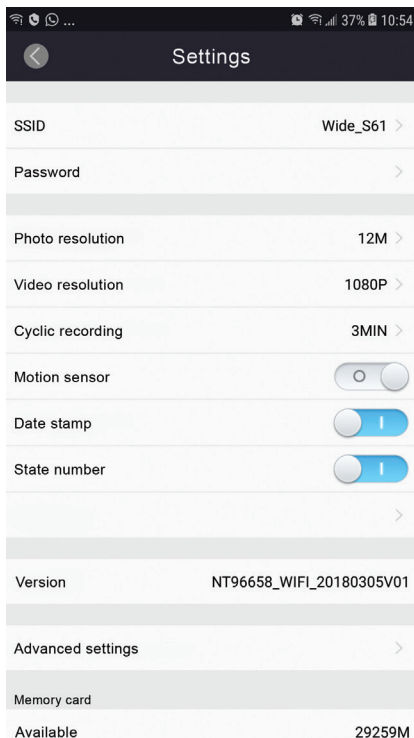 ... 37% 10:54
Settings
SSID Wide_S61
Password
Photo resolution 12M
Video resolution 1080P
Cyclic recording 3MIN
Motion sensor
Date stamp
State number
Version NT96658_WIFI_20180305V01
Advanced settings
Memory card
Available 29259M